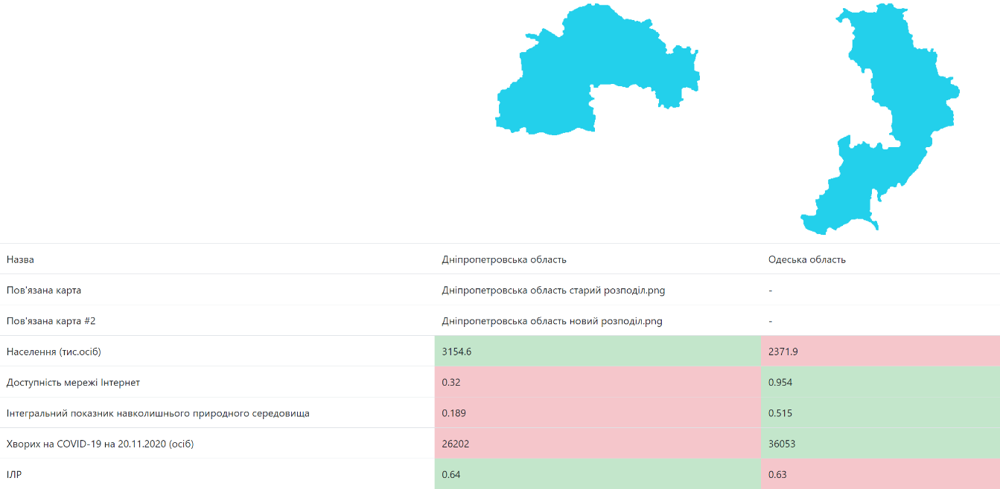 Назва Дніпропетровська область Одеська область
Пов'язана карта Дніпропетровська область старий розподіл.png -
Пов'язана карта #2 Дніпропетровська область новий розподіл.png -
Населення (тис.осіб) 3154.6 2371.9
Доступність мережі Інтернет 0.32 0.954
Інтегральний показник навколишнього природного середовища 0.189 0.515
Хворих на COVID-19 на 20.11.2020 (осіб) 26202 36053
ІЛР 0.64 0.63